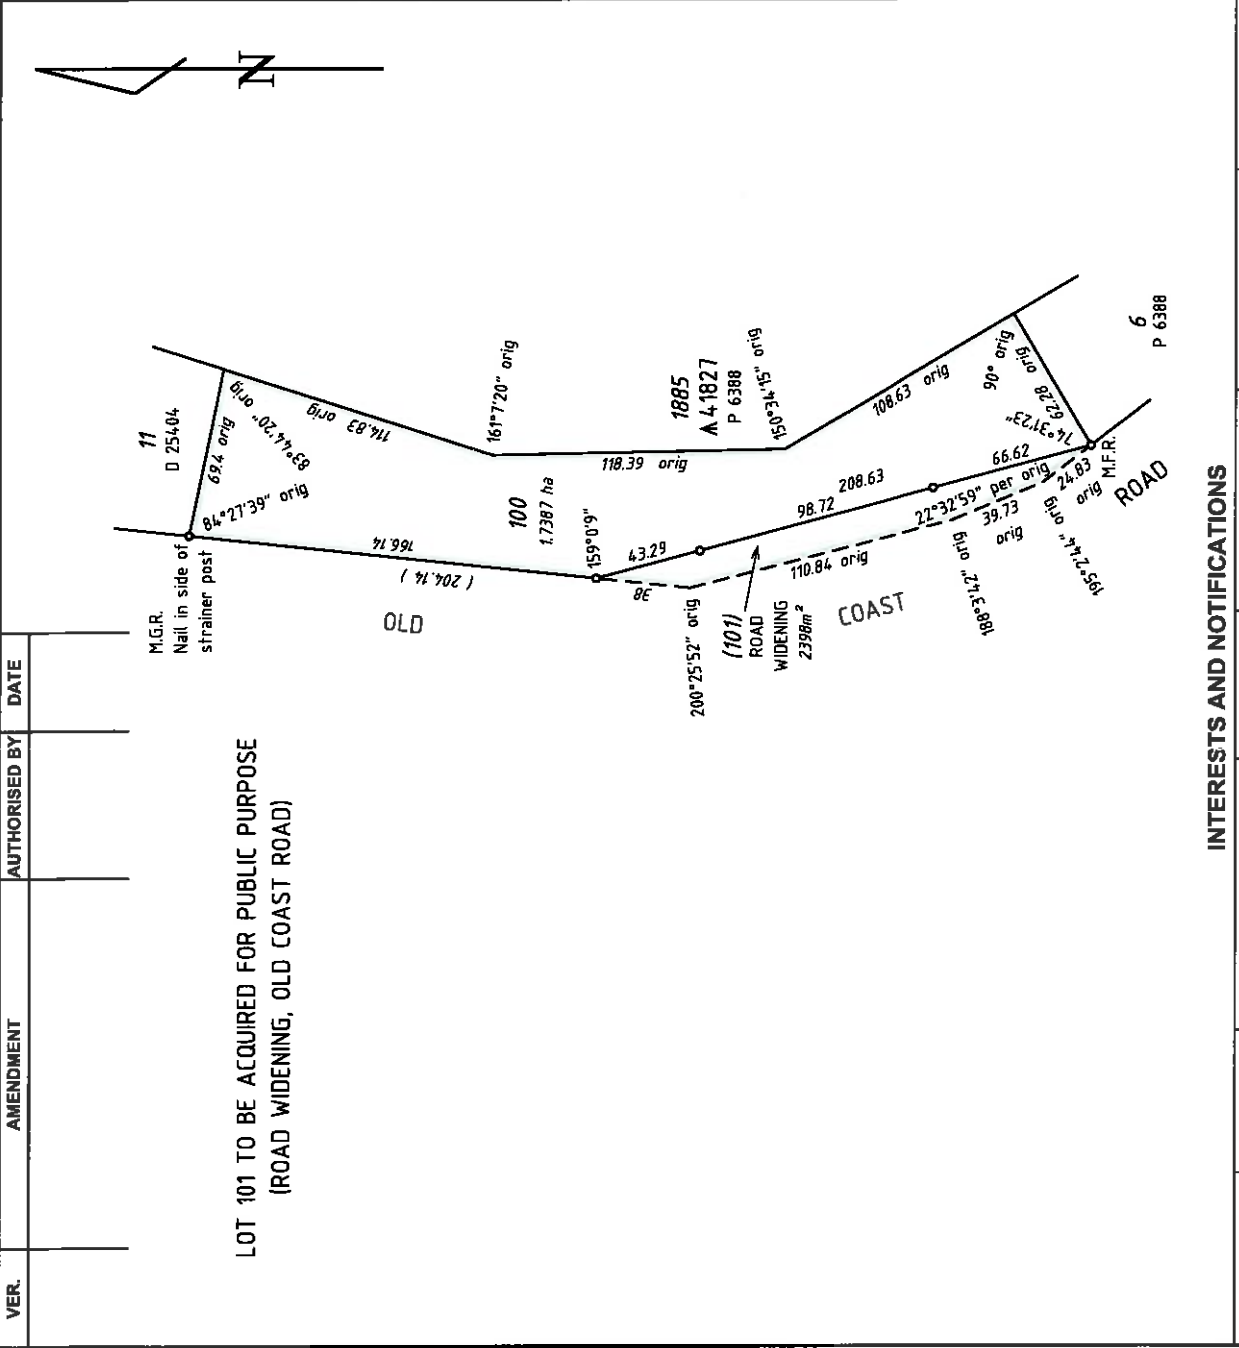 VER.
AMENDMENT
AUTHORISED BY
DATE
N
LOT 101 TO BE ACQUIRED FOR PUBLIC PURPOSE
(ROAD WIDENING, OLD COAST ROAD)
M.G.R.
Nail in side of
strainer post
11
D 25404
69.4 orig
83°44'20" orig
84°27'39" orig
114.83 orig
161°7'20" orig
166.14
( 204.14 )
OLD
100
1.7387 ha
118.39 orig
1885
41827
P 6388
150°34'15" orig
159°0'9"
43.29
38
200°25'52" orig
(101)
ROAD
WIDENING
2398m²
98.72
208.63
110.84 orig
COAST
108.63 orig
90° orig
62.28 orig
14°31'23"
66.62
22°32'59" per orig
39.73
orig
24.83
orig
188°3'42" orig
195°2'44" orig
M.F.R.
ROAD
6
P 6388
INTERESTS AND NOTIFICATIONS